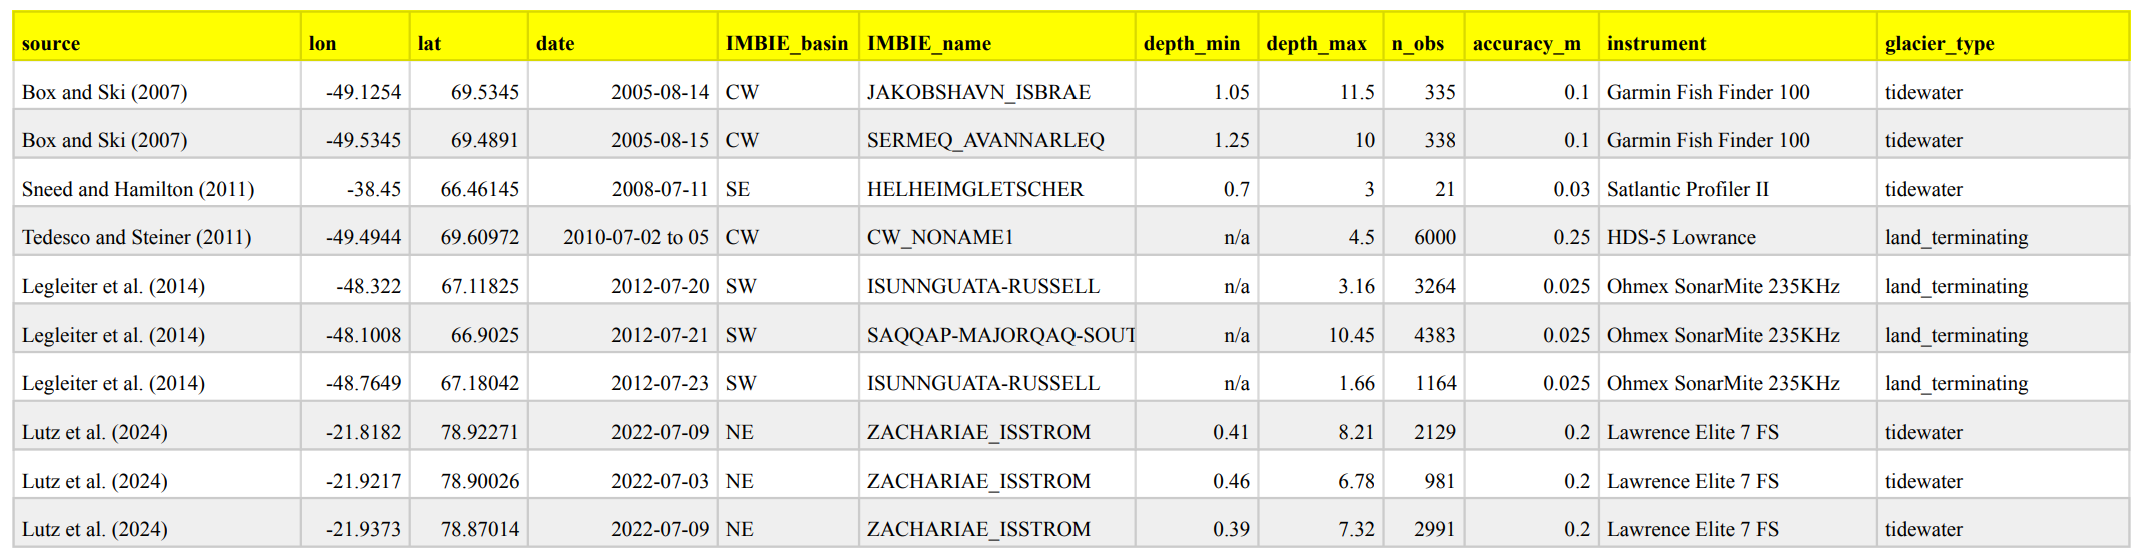 source lon lat date IMBIE_basin IMBIE_name depth_min depth_max n_obs accuracy_m instrument glacier_type
Box and Ski (2007) -49.1254 69.5345 2005-08-14 CW JAKOBSHAVN_ISBRAE 1.05 11.5 335 0.1 Garmin Fish Finder 100 tidewater
Box and Ski (2007) -49.5345 69.4891 2005-08-15 CW SERMEQ_AVANNARLEQ 1.25 10 338 0.1 Garmin Fish Finder 100 tidewater
Sneed and Hamilton (2011) -38.45 66.46145 2008-07-11 SE HELHEIMGLETSCHER 0.7 3 21 0.03 Satlantic Profiler II tidewater
Tedesco and Steiner (2011) -49.4944 69.60972 2010-07-02 to 05 CW CW_NONAME1 n/a 4.5 6000 0.25 HDS-5 Lowrance land_terminating
Legleiter et al. (2014) -48.322 67.11825 2012-07-20 SW ISUNNGUATA-RUSSELL n/a 3.16 3264 0.025 Ohmex SonarMite 235KHz land_terminating
Legleiter et al. (2014) -48.1008 66.9025 2012-07-21 SW SAQQAP-MAJORQAQ-SOUT n/a 10.45 4383 0.025 Ohmex SonarMite 235KHz land_terminating
Legleiter et al. (2014) -48.7649 67.18042 2012-07-23 SW ISUNNGUATA-RUSSELL n/a 1.66 1164 0.025 Ohmex SonarMite 235KHz land_terminating
Lutz et al. (2024) -21.8182 78.92271 2022-07-09 NE ZACHARIAE_ISSTROM 0.41 8.21 2129 0.2 Lawrence Elite 7 FS tidewater
Lutz et al. (2024) -21.9217 78.90026 2022-07-03 NE ZACHARIAE_ISSTROM 0.46 6.78 981 0.2 Lawrence Elite 7 FS tidewater
Lutz et al. (2024) -21.9373 78.87014 2022-07-09 NE ZACHARIAE_ISSTROM 0.39 7.32 2991 0.2 Lawrence Elite 7 FS tidewater